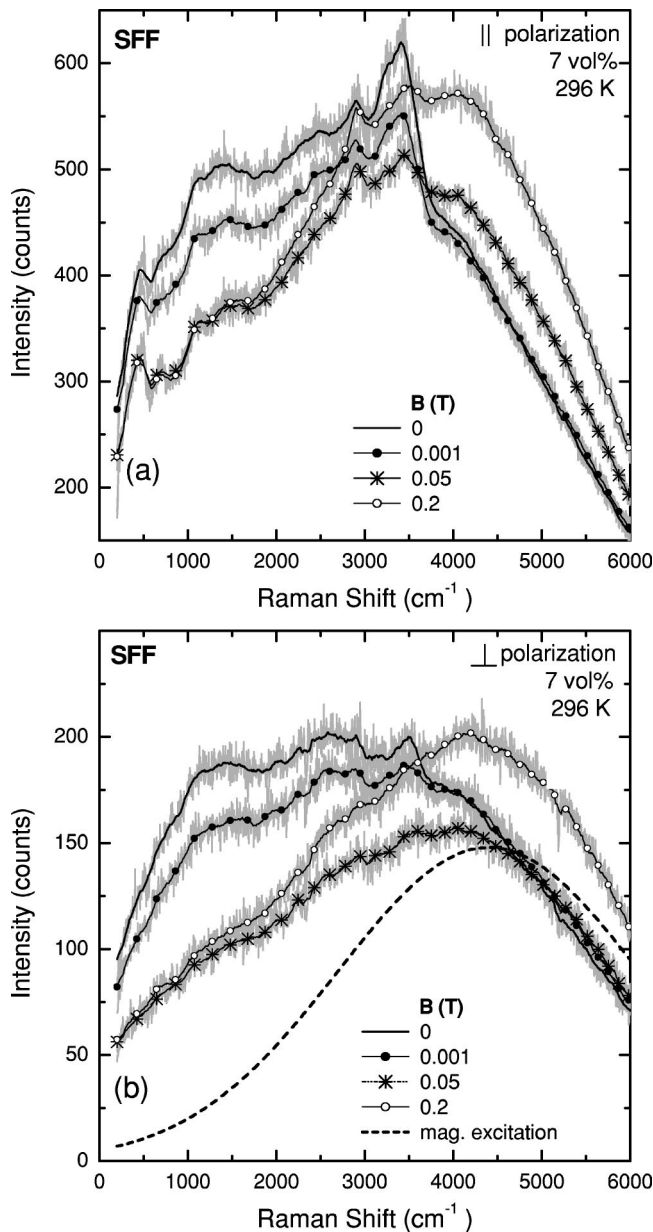 SFF
|| polarization
7 vol%
296 K
600
500
400
300
200
Intensity (counts)
B (T)
0
0.001
0.05
0.2
(a)
0 1000 2000 3000 4000 5000 6000
Raman Shift (cm⁻¹ )
SFF
⊥ polarization
7 vol%
296 K
200
150
100
50
0
Intensity (counts)
B (T)
0
0.001
0.05
0.2
mag. excitation
(b)
0 1000 2000 3000 4000 5000 6000
Raman Shift (cm⁻¹ )